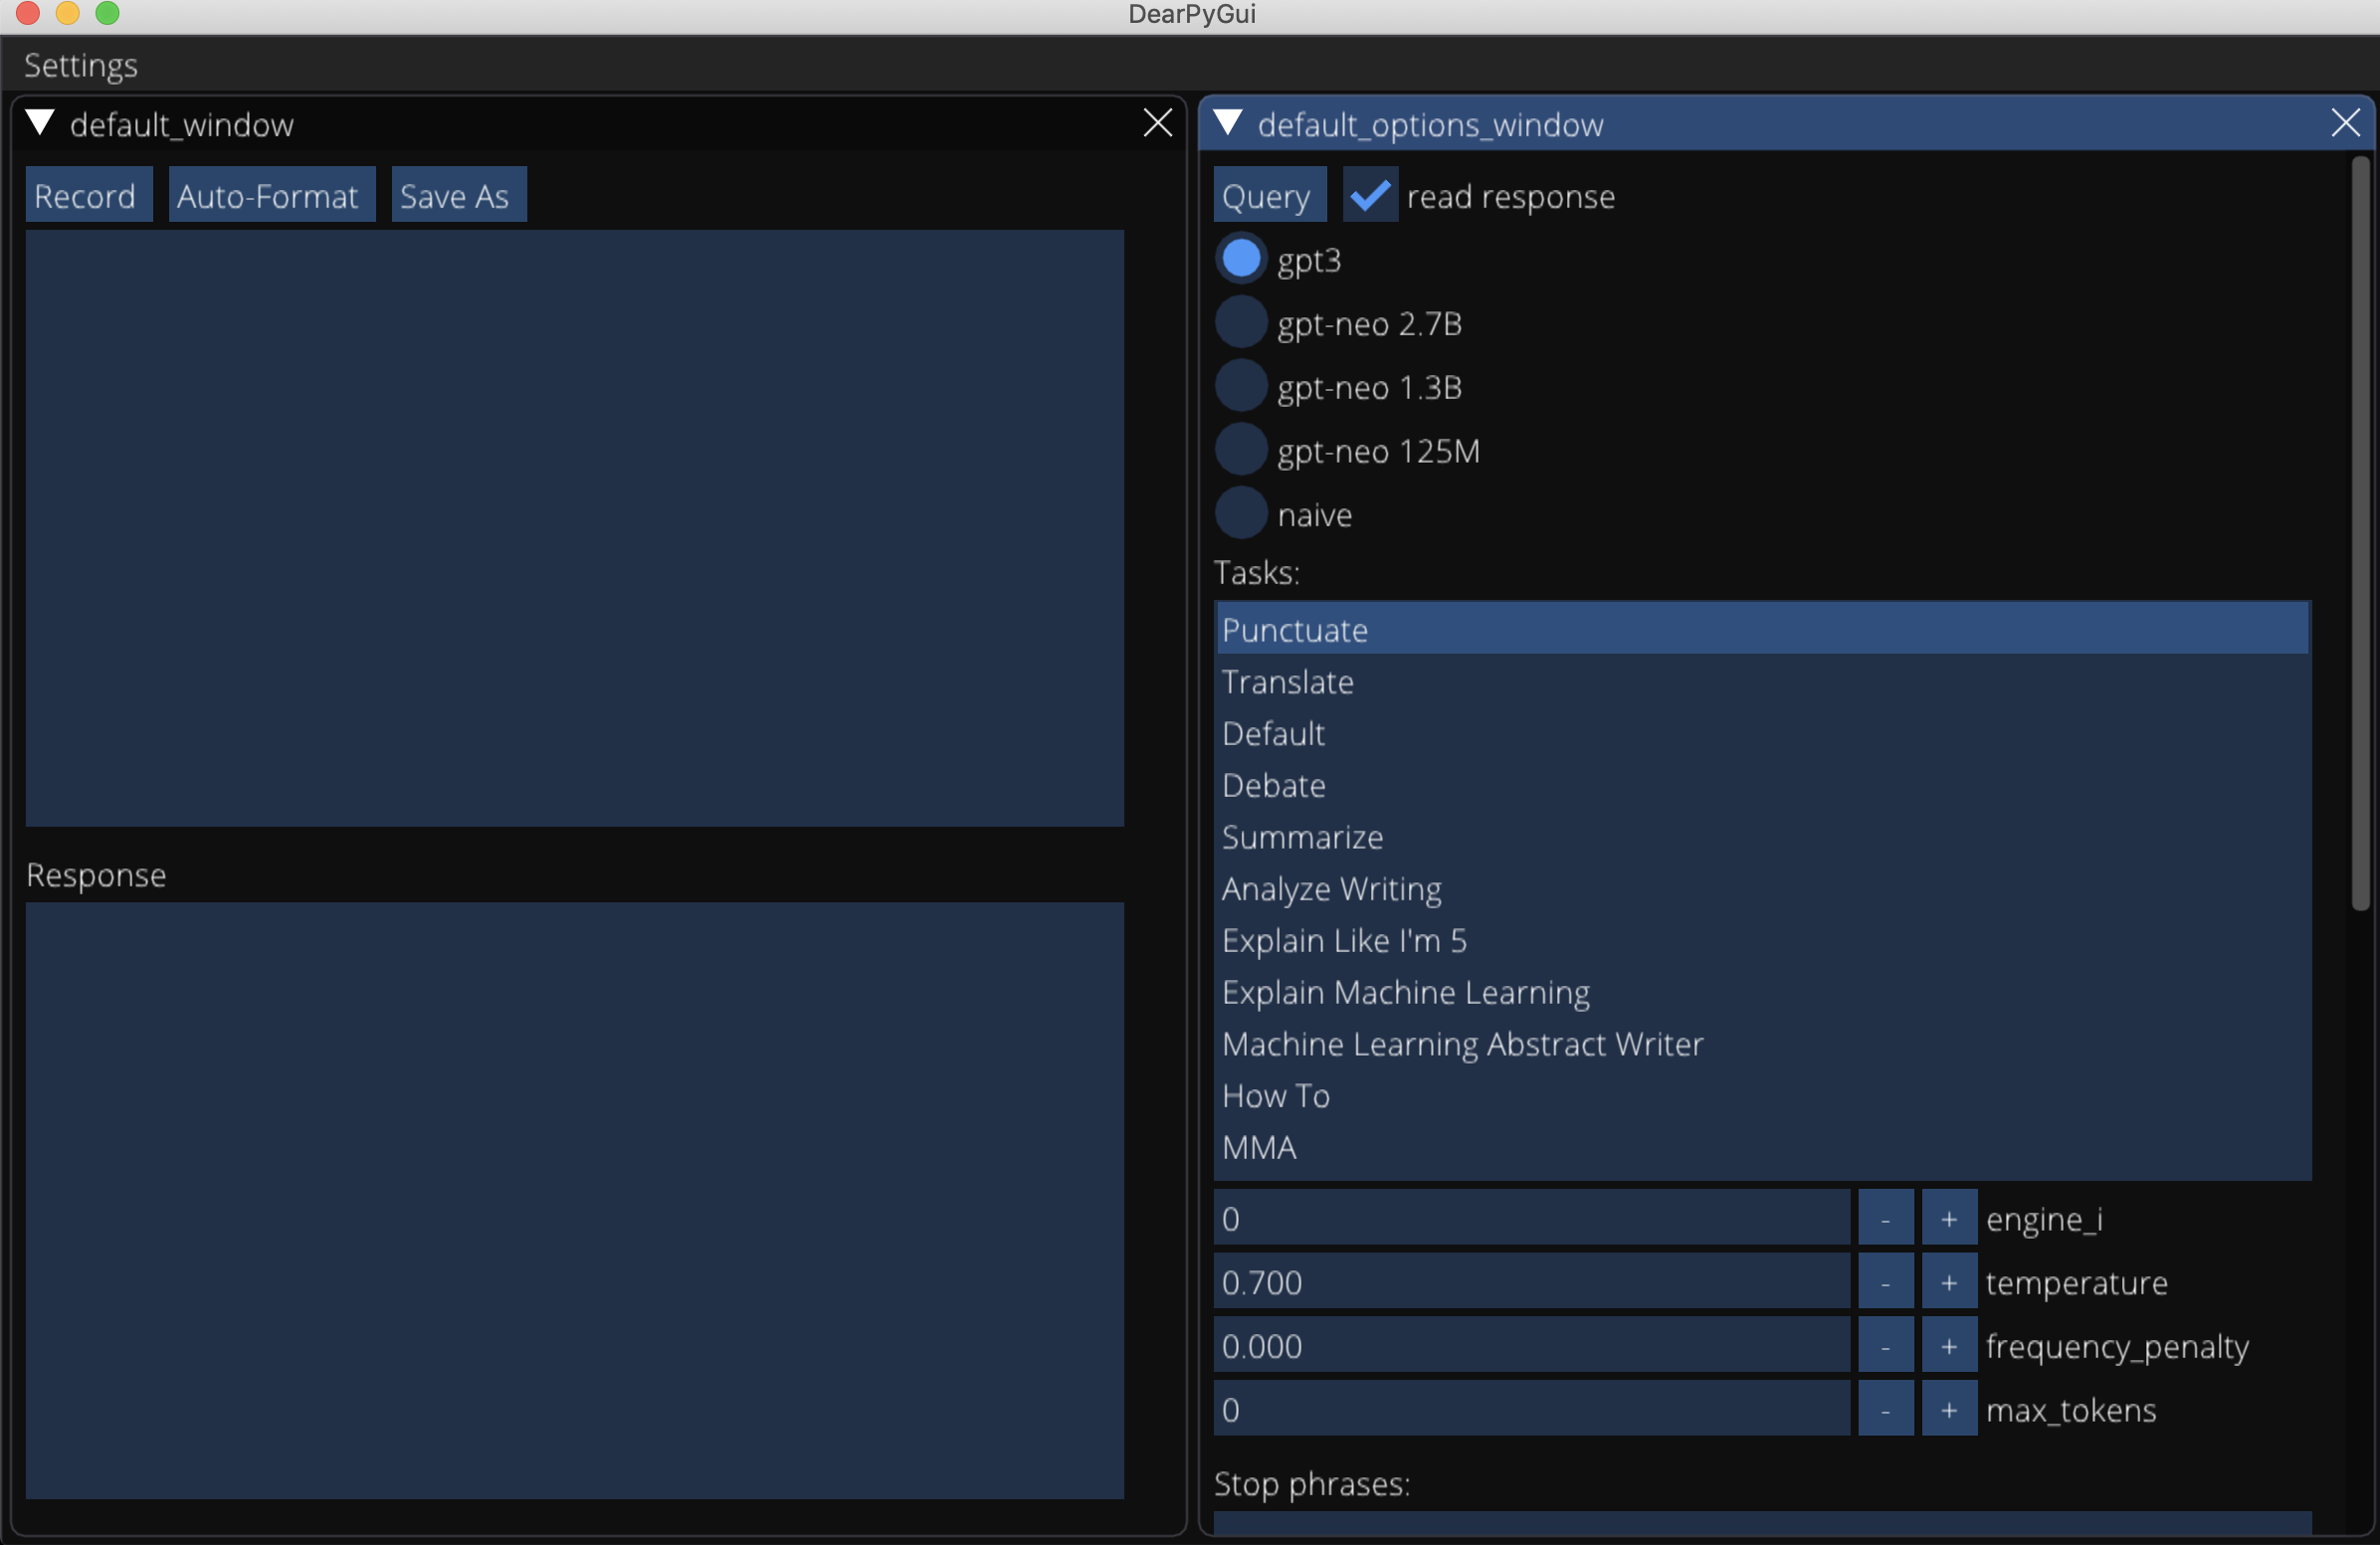 DearPyGui
Settings
default_window
Record Auto-Format Save As
Response
default_options_window
Query read response
gpt3
gpt-neo 2.7B
gpt-neo 1.3B
gpt-neo 125M
naive
Tasks:
Punctuate
Translate
Default
Debate
Summarize
Analyze Writing
Explain Like I'm 5
Explain Machine Learning
Machine Learning Abstract Writer
How To
MMA
0 - + engine_i
0.700 - + temperature
0.000 - + frequency_penalty
0 - + max_tokens
Stop phrases: